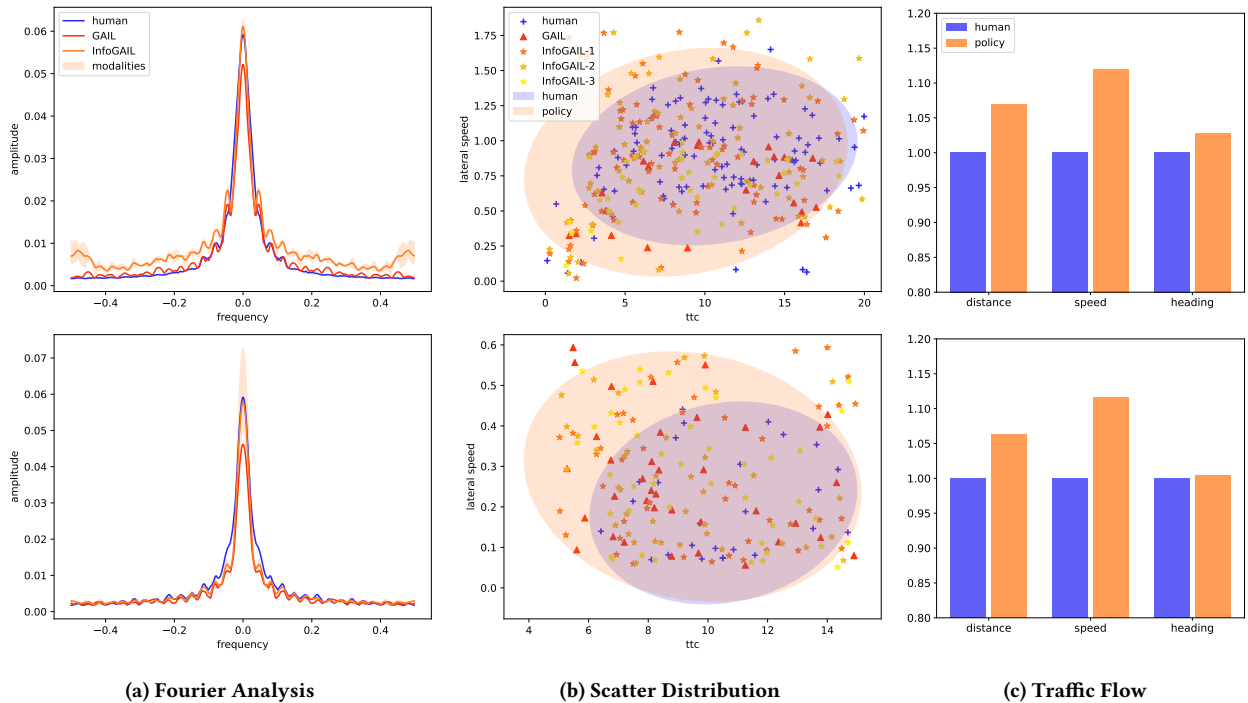 human
GAIL
InfoGAIL
modalities
0.06
0.05
0.04
0.03
0.02
0.01
0.00
amplitude
−0.4
−0.2
0.0
0.2
0.4
frequency
human
GAIL
InfoGAIL-1
InfoGAIL-2
InfoGAIL-3
human
policy
1.75
1.50
1.25
1.00
0.75
0.50
0.25
0.00
lateral speed
0
5
10
15
20
ttc
human
policy
1.20
1.15
1.10
1.05
1.00
0.95
0.90
0.85
0.80
distance
speed
heading
0.07
0.06
0.05
0.04
0.03
0.02
0.01
0.00
amplitude
−0.4
−0.2
0.0
0.2
0.4
frequency
0.6
0.5
0.4
0.3
0.2
0.1
0.0
lateral speed
4
6
8
10
12
14
ttc
1.20
1.15
1.10
1.05
1.00
0.95
0.90
0.85
0.80
distance
speed
heading
(a) Fourier Analysis
(b) Scatter Distribution
(c) Traffic Flow